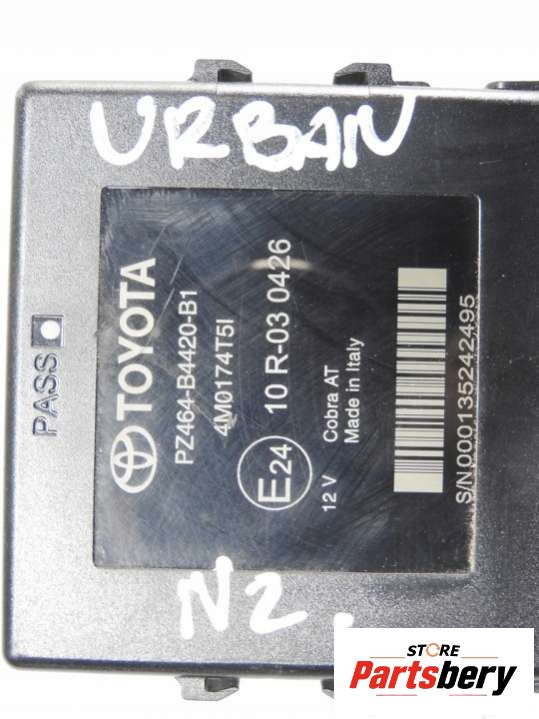 URBAN
PASS
TOYOTA
PZ464-B4420-B1
4M0174T5I
E24 10 R-03 0426
12 V Cobra AT
Made in Italy
S/N 000135242495
N2.
STORE
Partsbery